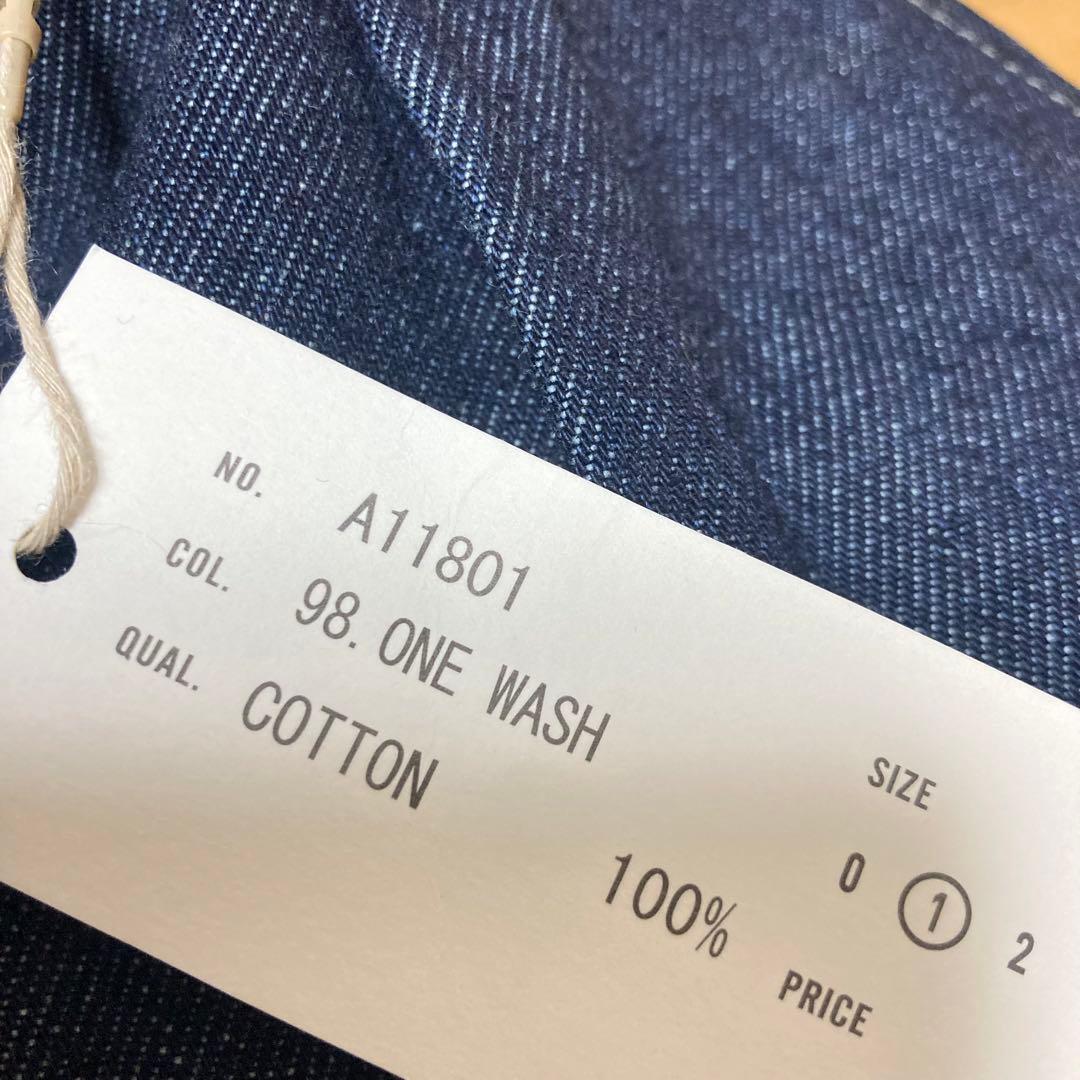 NO. A11801
COL. 98. ONE WASH
QUAL. COTTON
100%
SIZE
0 1 2
PRICE